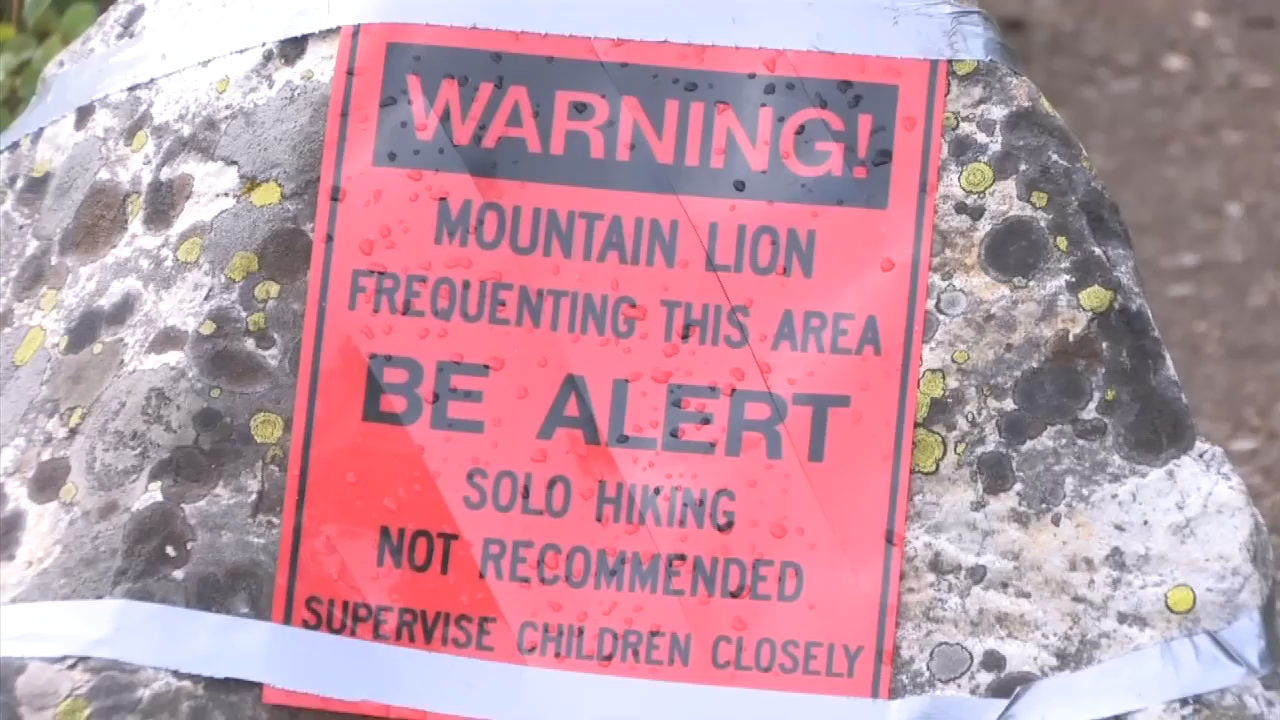 WARNING!
MOUNTAIN LION
FREQUENTING THIS AREA
BE ALERT
SOLO HIKING
NOT RECOMMENDED
SUPERVISE CHILDREN CLOSELY